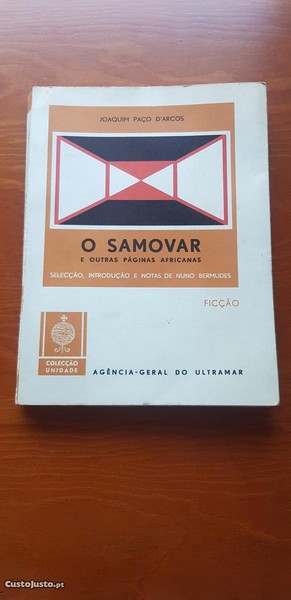 JOAQUIM PAÇO D'ARCOS
O SAMOVAR
E OUTRAS PÁGINAS AFRICANAS
SELECÇÃO, INTRODUÇÃO E NOTAS DE NUNO BERMUDES
FICÇÃO
COLECÇÃO
UNIDADE
AGÊNCIA-GERAL DO ULTRAMAR
CustoJusto.pt